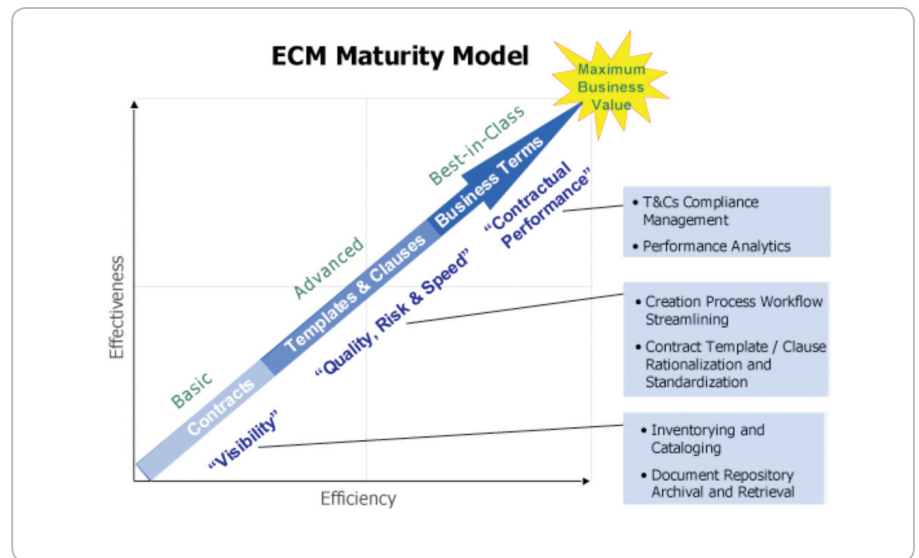 ECM Maturity Model
Maximum
Business
Value
Best-in-Class
Business Terms
"Contractual
Performance"
• T&Cs Compliance
Management
• Performance Analytics
Advanced
Templates & Clauses
"Quality, Risk & Speed"
• Creation Process Workflow
Streamlining
• Contract Template / Clause
Rationalization and
Standardization
Basic
Contracts
"Visibility"
• Inventorying and
Cataloging
• Document Repository
Archival and Retrieval
Effectiveness
Efficiency